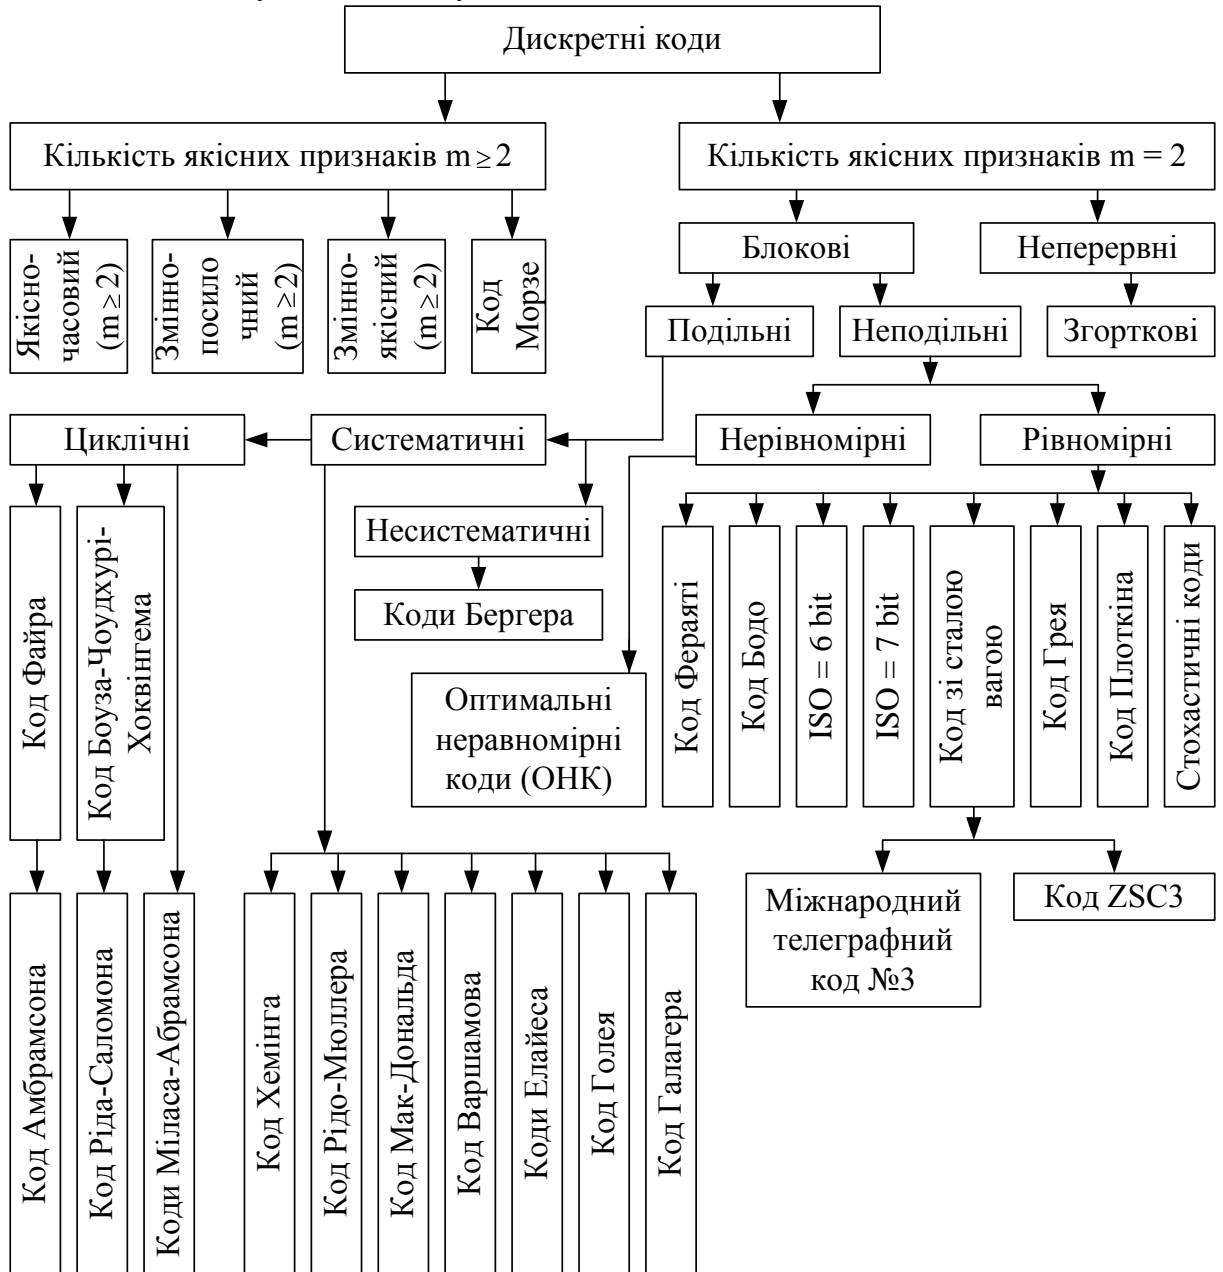 Дискретні коди
Кількість якісних признаків m ≥ 2
Кількість якісних признаків m = 2
Якісно-
часовий
(m ≥ 2)
Змінно-
посило
чний
(m ≥ 2)
Змінно-
якісний
(m ≥ 2)
Код
Морзе
Блокові
Неперервні
Подільні
Неподільні
Згорткові
Циклічні
Систематичні
Нерівномірні
Рівномірні
Несистематичні
Коди Бергера
Оптимальні
неравномірні
коди (ОНК)
Код Файра
Код Боуза-Чоудхурі-
Хоквінгема
Код Фераяті
Код Бодо
ISO = 6 bit
ISO = 7 bit
Код зі сталою
вагою
Код Грея
Код Плоткіна
Стохастичні коди
Міжнародний
телеграфний
код №3
Код ZSC3
Код Амбрамсона
Код Ріда-Саломона
Коди Міласа-Абрамсона
Код Хемінга
Код Рідо-Мюллера
Код Мак-Дональда
Код Варшамова
Коди Елайеса
Код Голея
Код Галагера